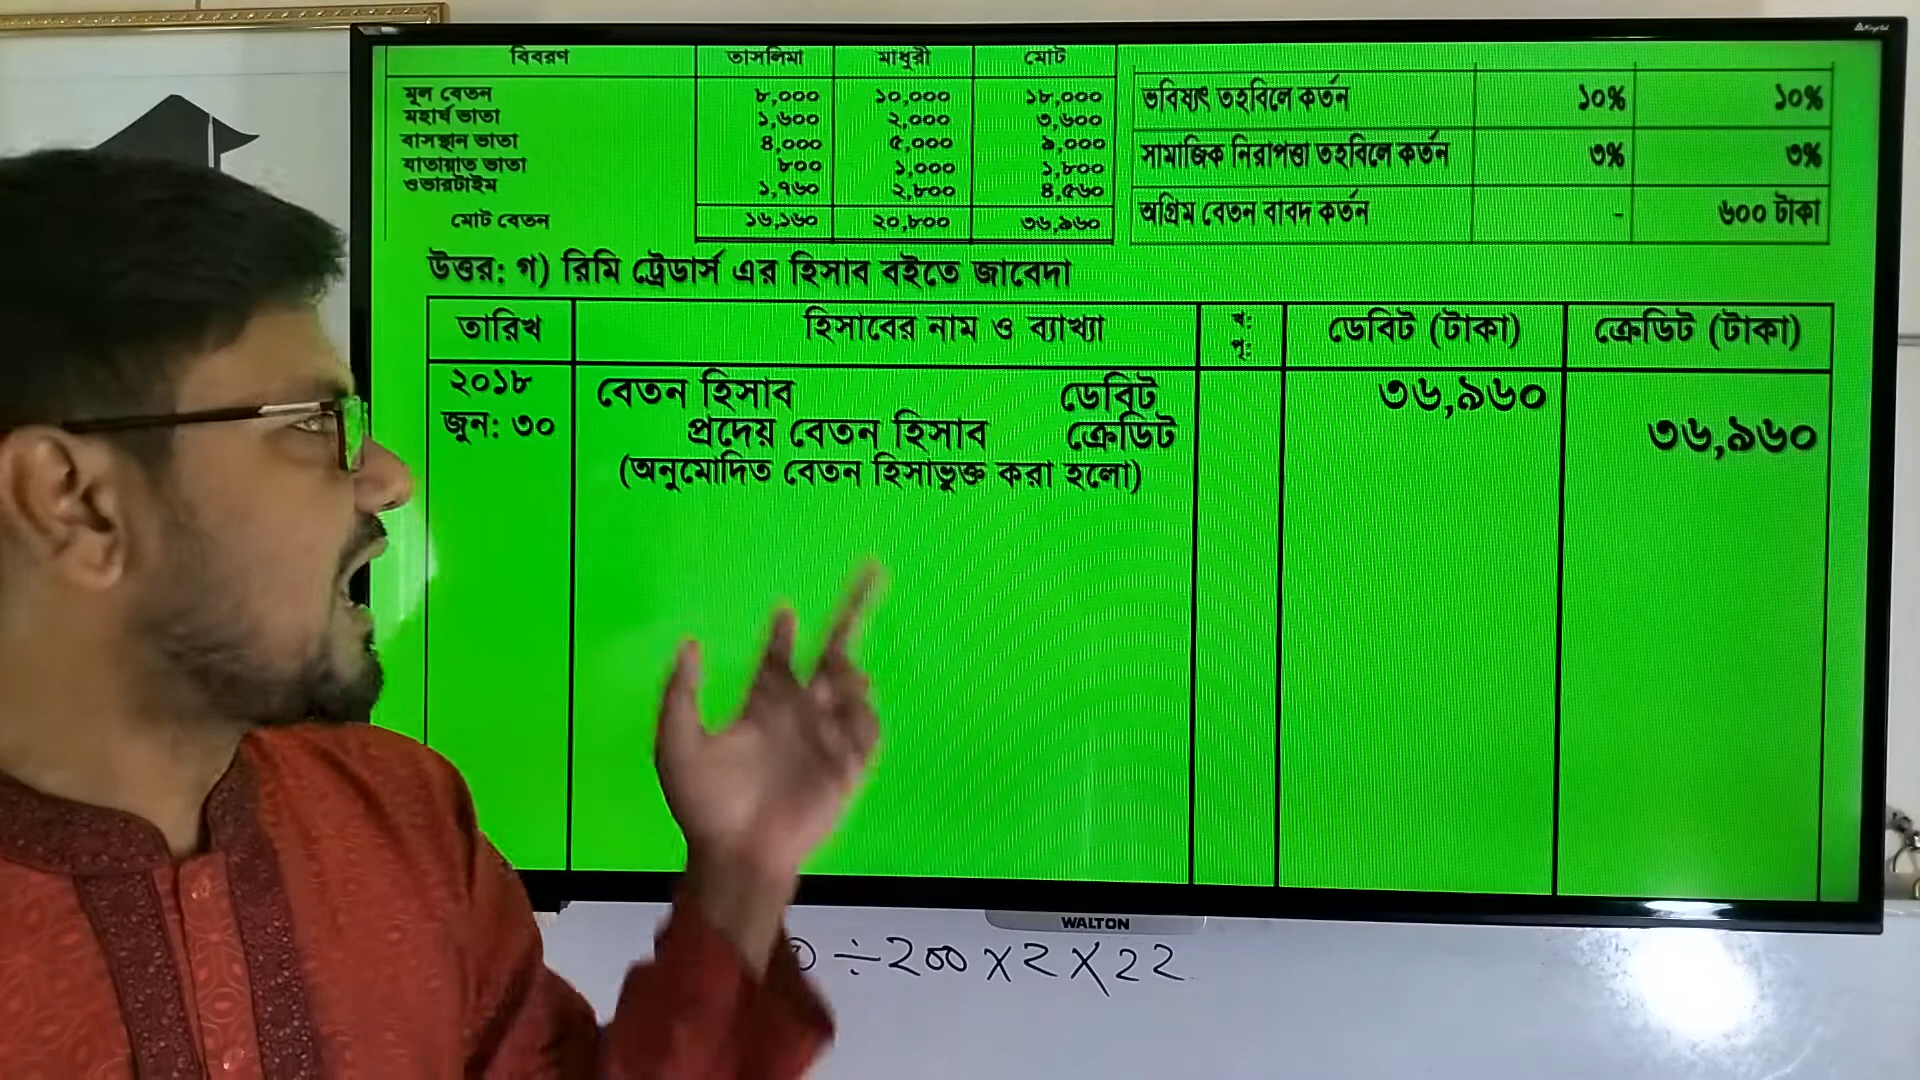 বিবরণ তাসলিমা মাধুরী মোট
মূল বেতন ৮,০০০ ১০,০০০ ১৮,০০০
মহার্ঘ ভাতা ১,৬০০ ২,০০০ ৩,৬০০
বাসস্থান ভাতা ৪,০০০ ৫,০০০ ৯,০০০
যাতায়াত ভাতা ৮০০ ১,০০০ ১,৮০০
ওভারটাইম ১,৭৬০ ২,৮০০ ৪,৫৬০
মোট বেতন ১৬,১৬০ ২০,৮০০ ৩৬,৯৬০
ভবিষ্যৎ তহবিলে কর্তন ১০% ১০%
সামাজিক নিরাপত্তা তহবিলে কর্তন ৩% ৩%
অগ্রিম বেতন বাবদ কর্তন - ৬০০ টাকা
উত্তর: গ) রিমি ট্রেডার্স এর হিসাব বইতে জাবেদা
তারিখ হিসাবের নাম ও ব্যাখ্যা খ: পৃ: ডেবিট (টাকা) ক্রেডিট (টাকা)
২০১৮ বেতন হিসাব ডেবিট ৩৬,৯৬০
জুন: ৩০ প্রদেয় বেতন হিসাব ক্রেডিট ৩৬,৯৬০
(অনুমোদিত বেতন হিসাভুক্ত করা হলো)
WALTON
÷ 200 × 2 × 22